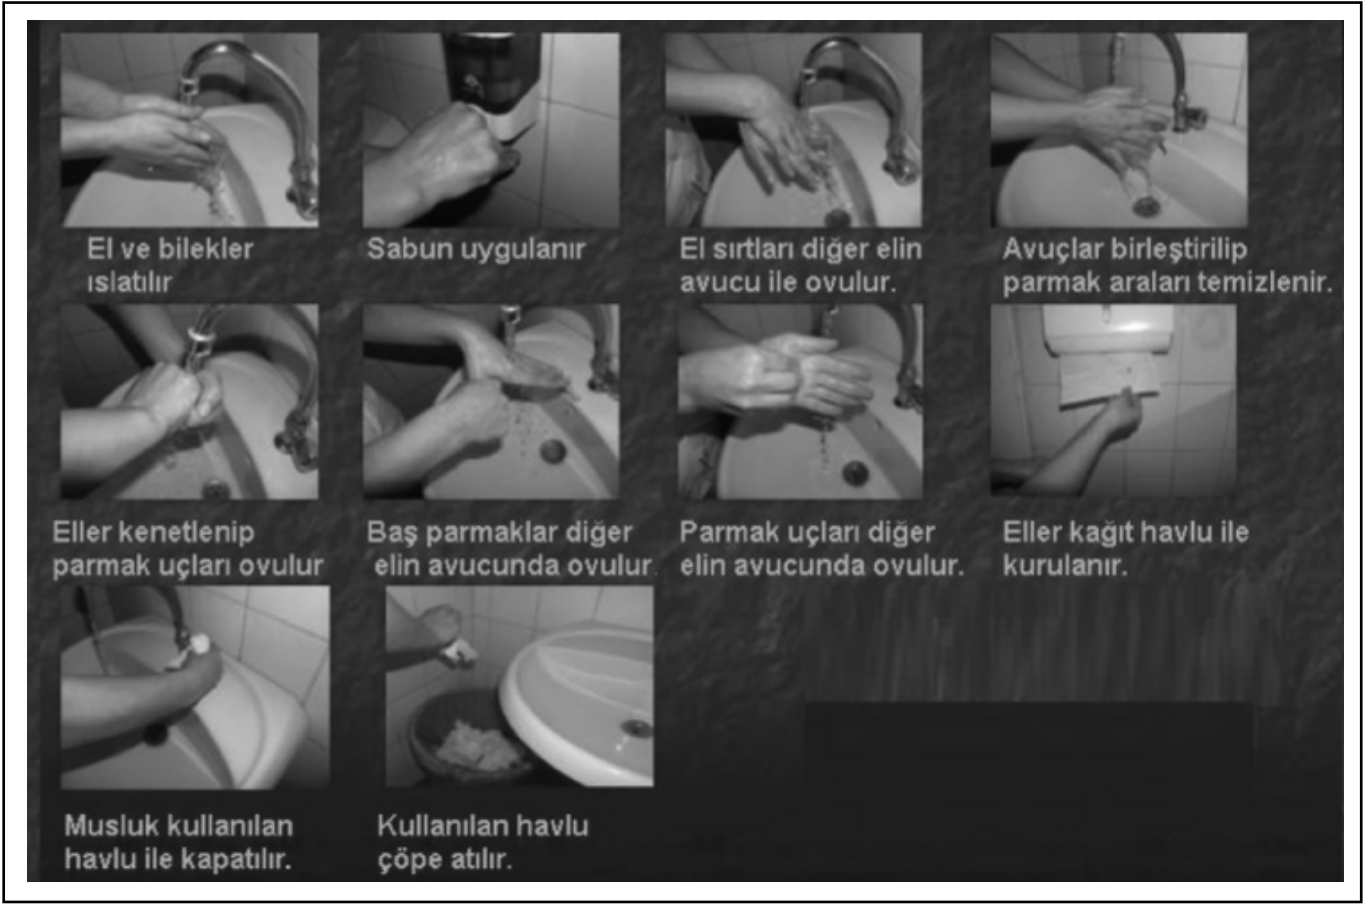 El ve bilekler
ıslatılır
Sabun uygulanır
El sırtları diğer elin
avucu ile ovulur.
Avuçlar birleştirilip
parmak araları temizlenir.
Eller kenetlenip
parmak uçları ovulur
Baş parmaklar diğer
elin avucunda ovulur.
Parmak uçları diğer
elin avucunda ovulur.
Eller kağıt havlu ile
kurulanır.
Musluk kullanılan
havlu ile kapatılır.
Kullanılan havlu
çöpe atılır.